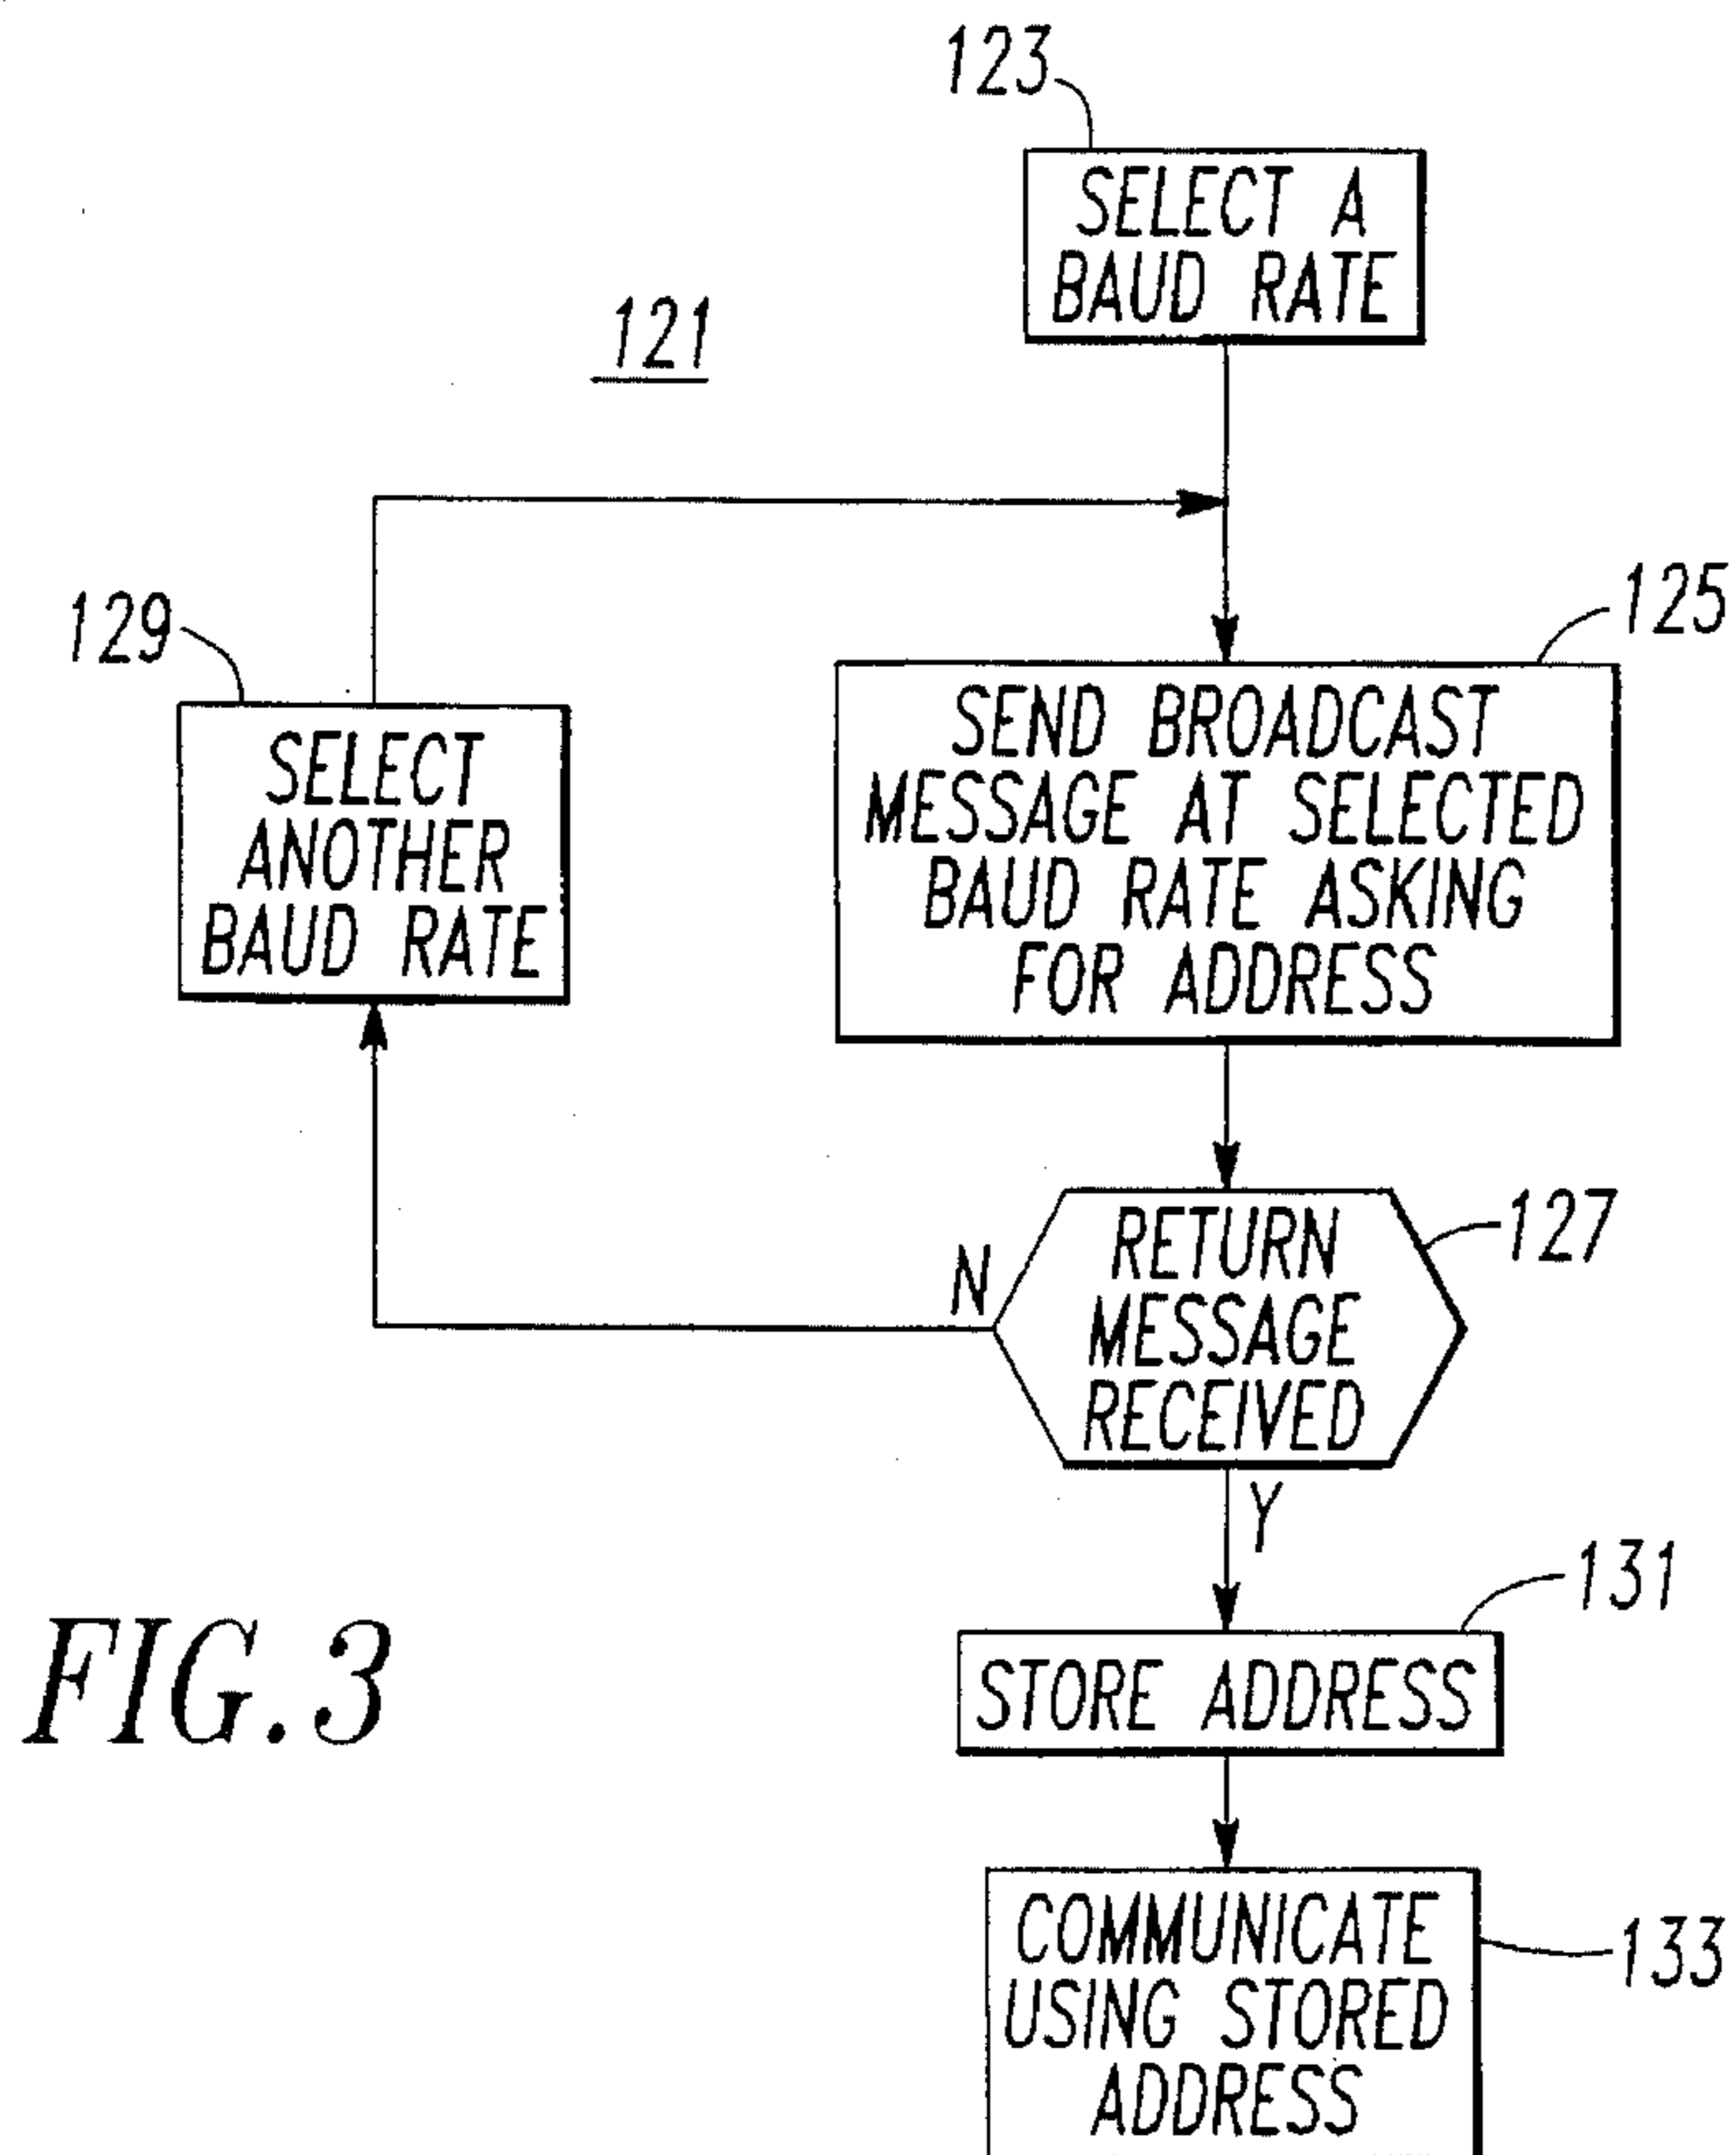 123
SELECT A
BAUD RATE
121
129
SELECT
ANOTHER
BAUD RATE
125
SEND BROADCAST
MESSAGE AT SELECTED
BAUD RATE ASKING
FOR ADDRESS
127
RETURN
MESSAGE
RECEIVED
N
Y
131
STORE ADDRESS
FIG. 3
133
COMMUNICATE
USING STORED
ADDRESS